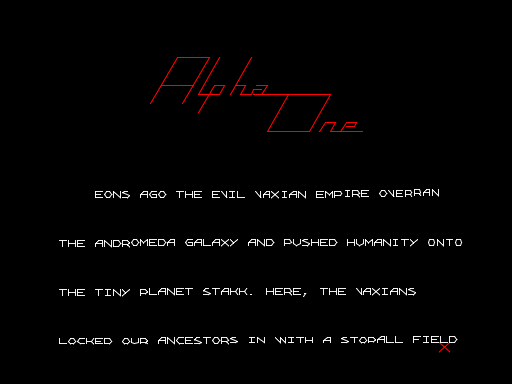 Alpha
One
EONS AGO THE EVIL VAXIAN EMPIRE OVERRAN
THE ANDROMEDA GALAXY AND PUSHED HUMANITY ONTO
THE TINY PLANET STAKK. HERE, THE VAXIANS
LOCKED OUR ANCESTORS IN WITH A STOPALL FIELD